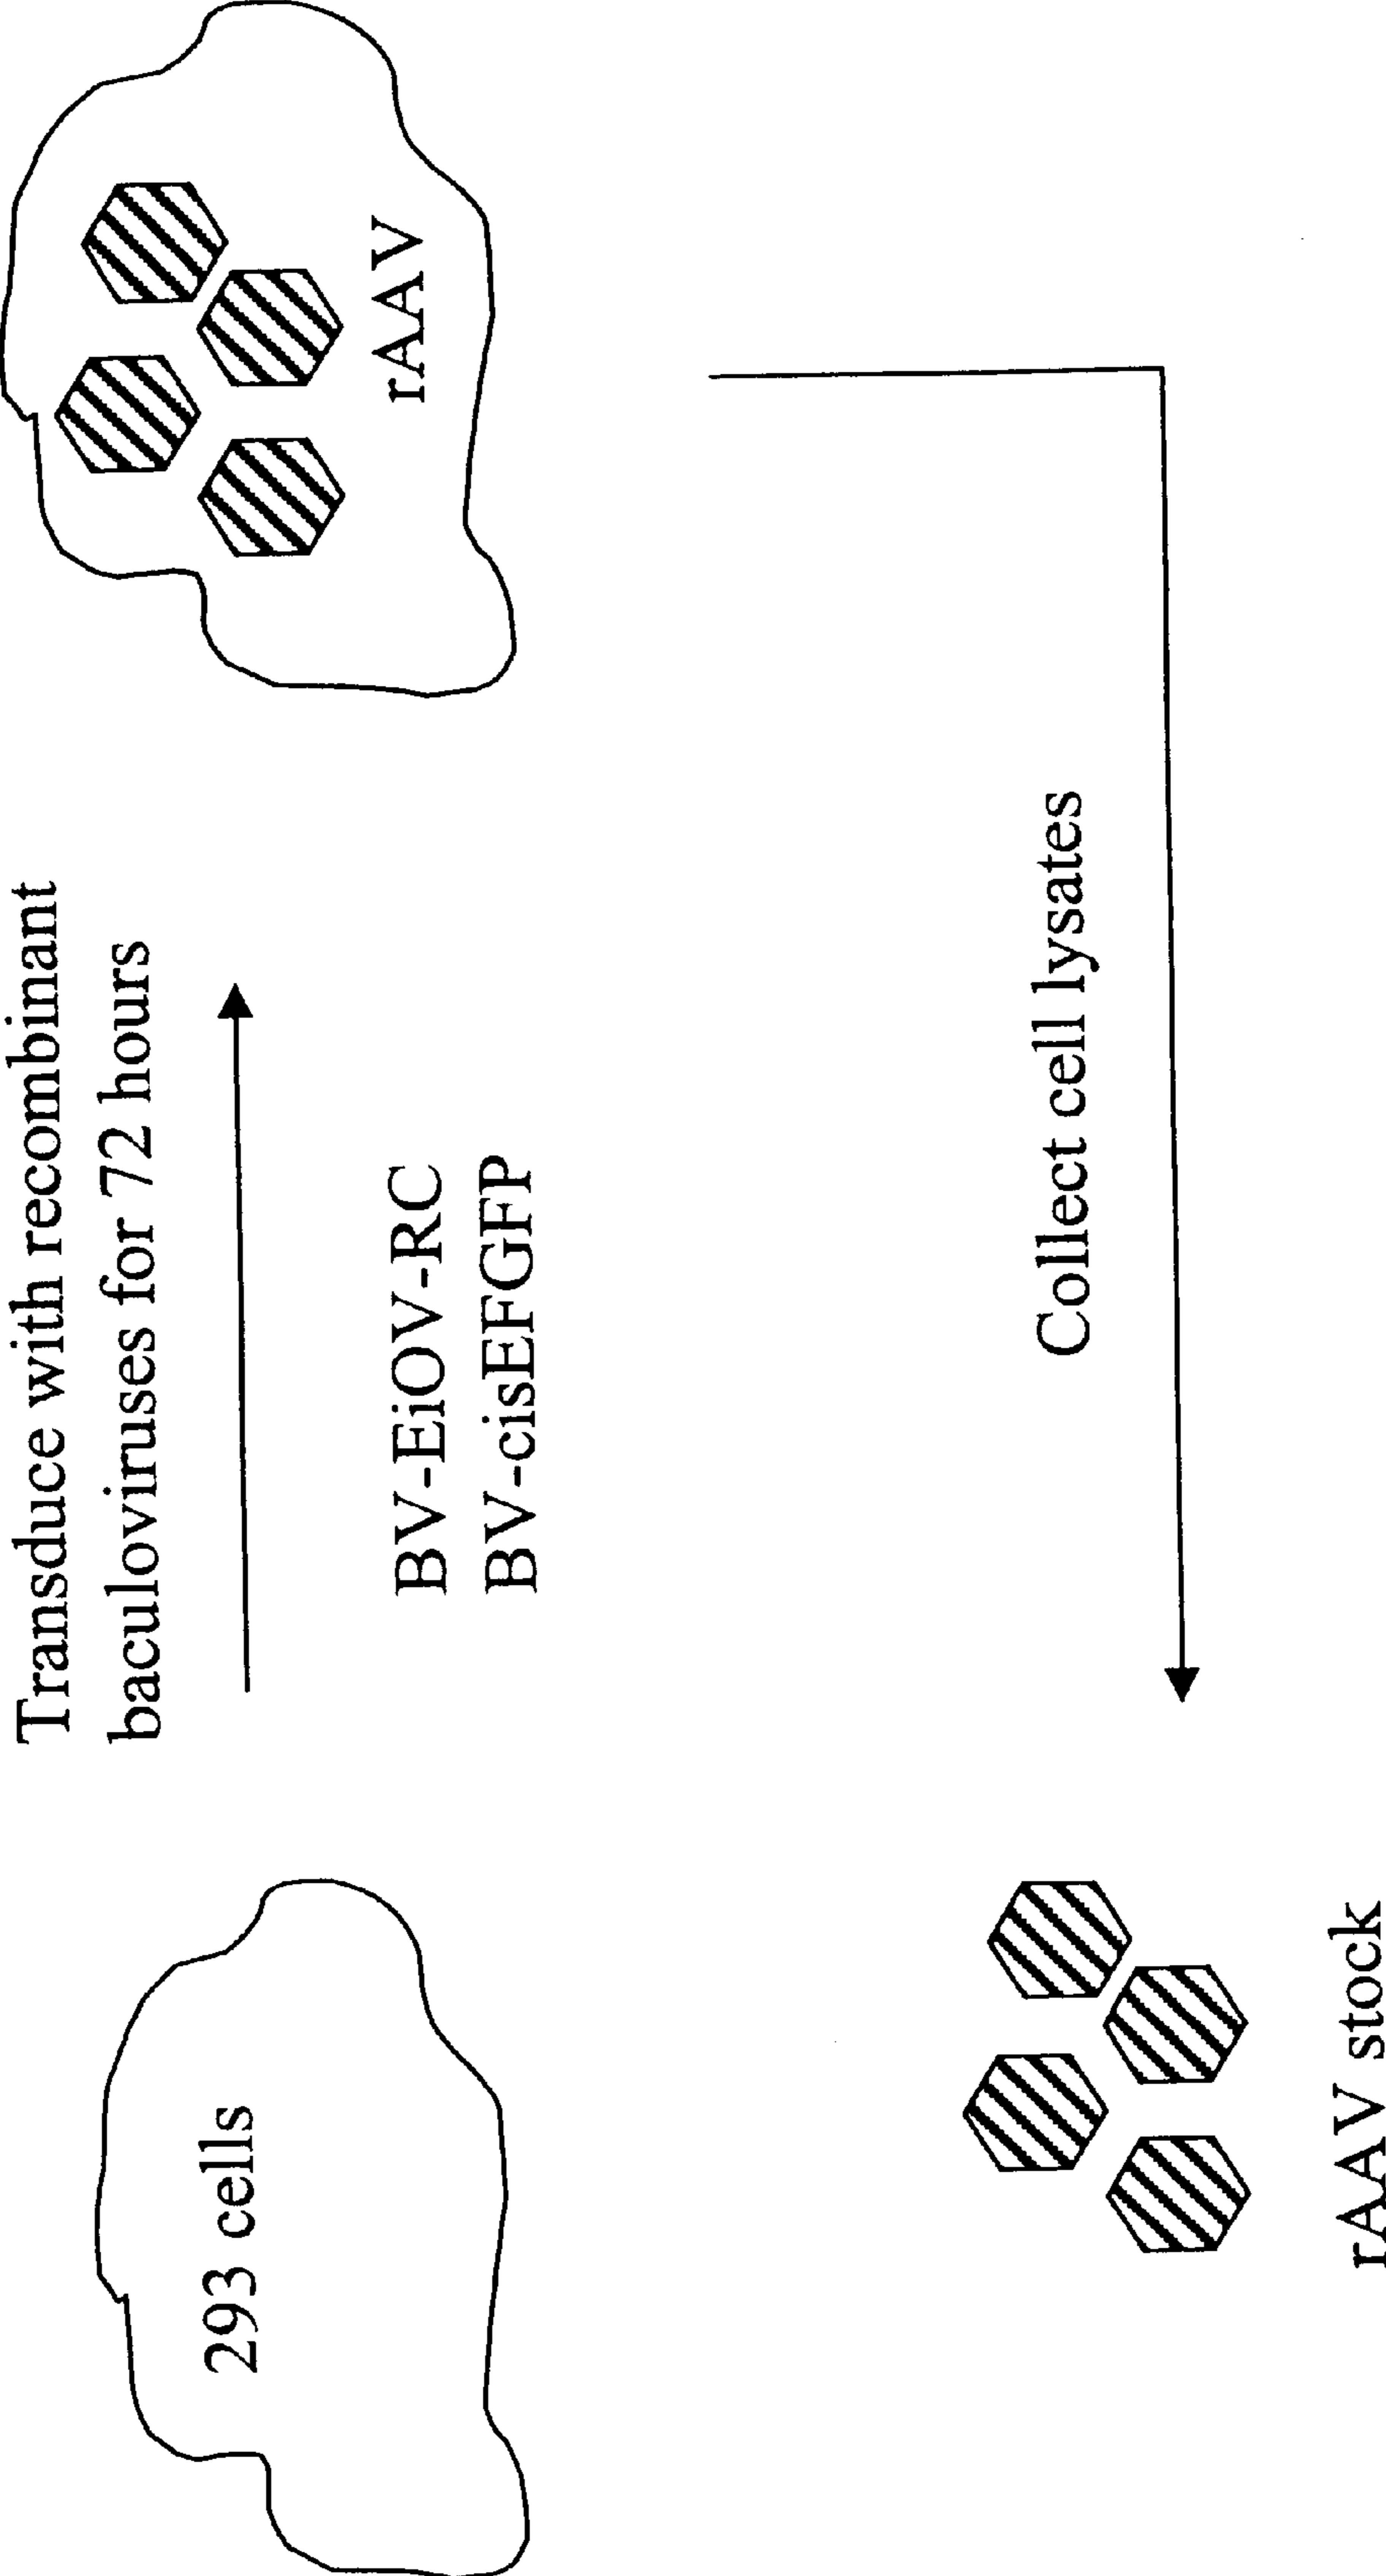 293 cells
Transduce with recombinant
baculoviruses for 72 hours
BV-EiOV-RC
BV-cisEFGFP
rAAV
Collect cell lysates
rAAV stock